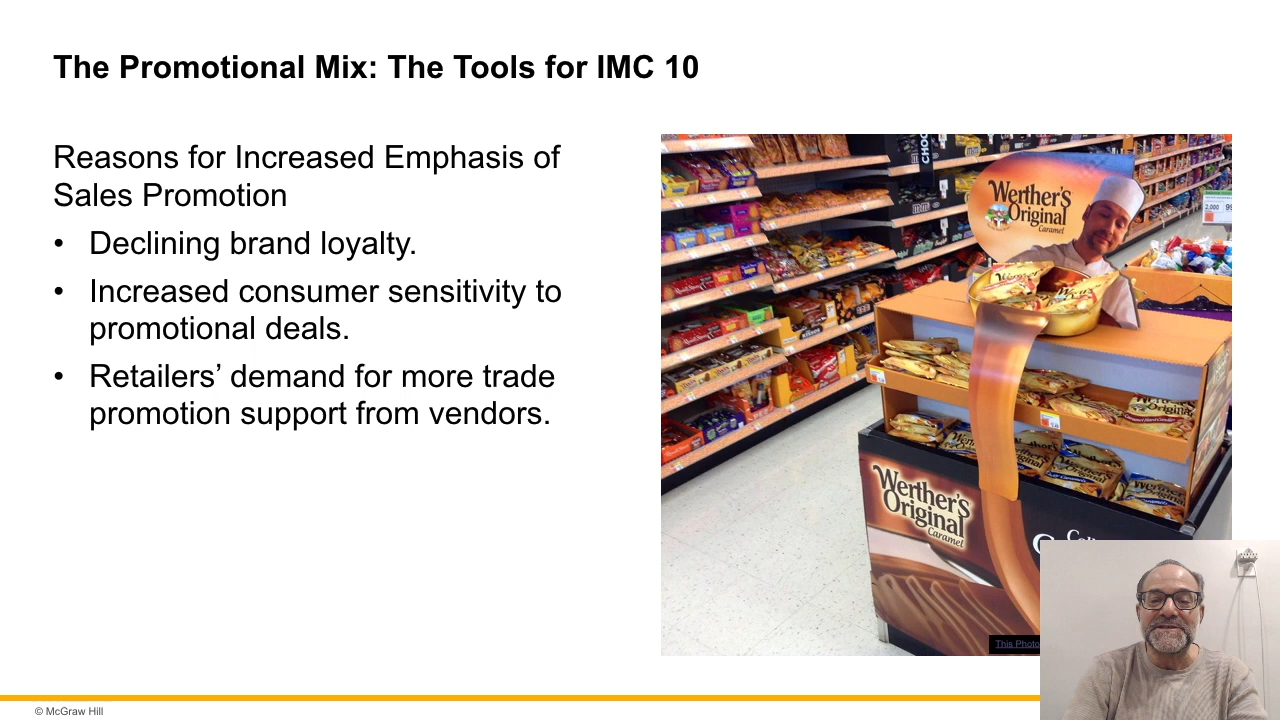 The Promotional Mix: The Tools for IMC 10
Reasons for Increased Emphasis of
Sales Promotion
• Declining brand loyalty.
• Increased consumer sensitivity to
promotional deals.
• Retailers’ demand for more trade
promotion support from vendors.
Werther's
Original
Caramel
Werther's
Original
Caramel
This Photo
© McGraw Hill